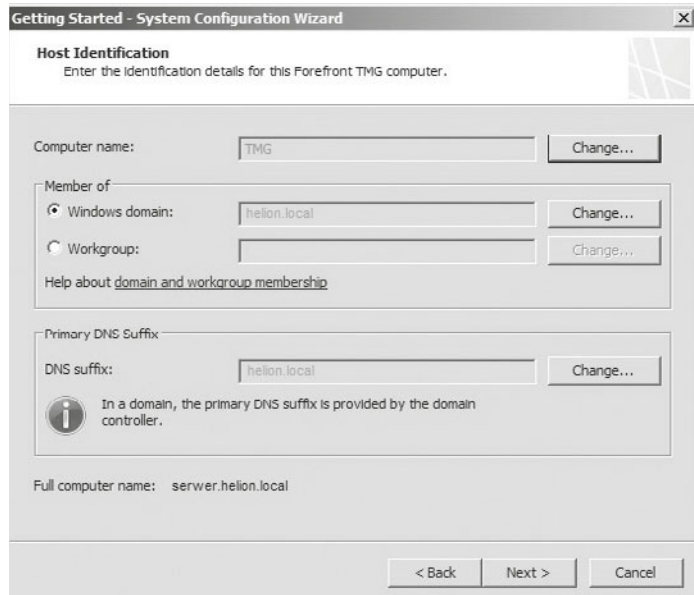 Getting Started - System Configuration Wizard
Host Identification
Enter the identification details for this Forefront TMG computer.
Computer name: TMG Change...
Member of
Windows domain: helion.local Change...
Workgroup: Change...
Help about domain and workgroup membership
Primary DNS Suffix
DNS suffix: helion.local Change...
In a domain, the primary DNS suffix is provided by the domain
controller.
Full computer name: serwer.helion.local
< Back Next > Cancel